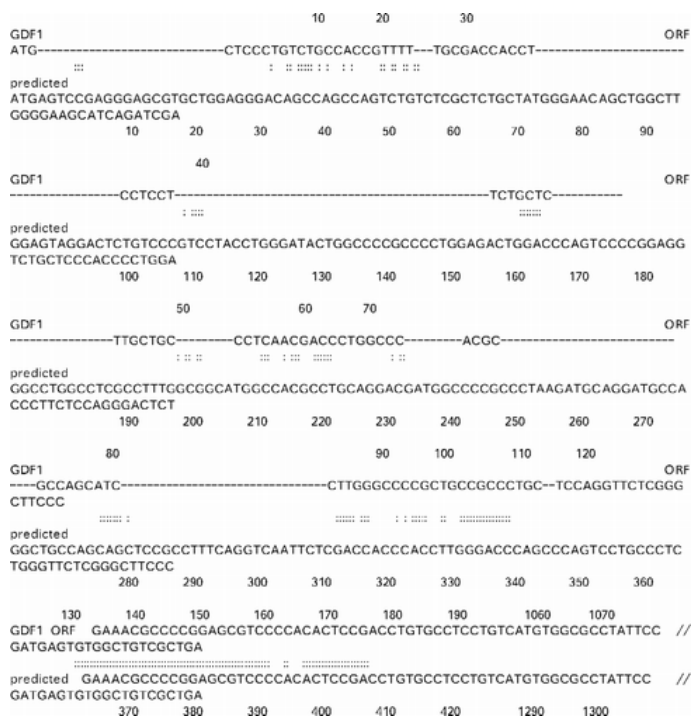 10 20 30
GDF1 ORF
ATG----------------------------CTCCCTGTCTGCCACCGTTTT---TGCGACCACCT-----------------------
::: : :: :::: : : : : :: : :: :
predicted
ATGAGTCCGAGGGAGCGTGCTGGAGGGACAGCCAGCCAGTCTGTCTCGCTCTGCTATGGGAACAGCTGGCTT
GGGGAAGCATCAGATCGA
10 20 30 40 50 60 70 80 90
40
GDF1 ORF
-----------------CCTCCT------------------------------------------------TCTGCTC-----------
: :::: ::::::
predicted
GGAGTAGGACTCTGTCCCGTCCTACCTGGGATACTGGCCCCGCCCCTGGAGACTGGACCCAGTCCCCGGAGG
TCTGCTCCCACCCCTGGA
100 110 120 130 140 150 160 170 180
50 60 70
GDF1 ORF
----------------TTGCTGC---------CCTCAACGACCCTGGCCC---------ACGC--------------------------
: :: :: ::: : ::: ::::: : ::
predicted
GGCCTGGCCTCGCCTTTGGCGGCATGGCCACGCCTGCAGGACGATGGCCCCGCCCTAAGATGCAGGATGCCA
CCCTTCTCCAGGGACTCT
190 200 210 220 230 240 250 260 270
80 90 100 110 120
GDF1 ORF
----GCCAGCATC--------------------------------CTTGGGCCCCGCTGCCGCCCTGC--TCCAGGTTCTCGGG
CTTCCC
:::::: : ::::: :: : :: :::: :: ::::::::::::::
predicted
GGCTGCCAGCAGCTCCGCCTTTCAGGTCAATTCTCGACCACCCACCTTGGGACCCAGCCCAGTCCTGCCCTC
TGGGTTCTCGGGCTTCCC
280 290 300 310 320 330 340 350 360
130 140 150 160 170 180 190 1060 1070
GDF1 ORF GAAACGCCCCGGAGCGTCCCCACACTCCGACCTGTGCCTCCTGTCATGTGGCGCCTATTCC //
GATGAGTGTGGCTGTCGCTGA
:::::::::::::::::::::::::::::::::::::::::::::::::::::: :: ::::::::::::::::::
predicted GAAACGCCCCGGAGCGTCCCCACACTCCGACCTGTGCCTCCTGTCATGTGGCGCCTATTCC //
GATGAGTGTGGCTGTCGCTGA
370 380 390 400 410 420 1290 1300